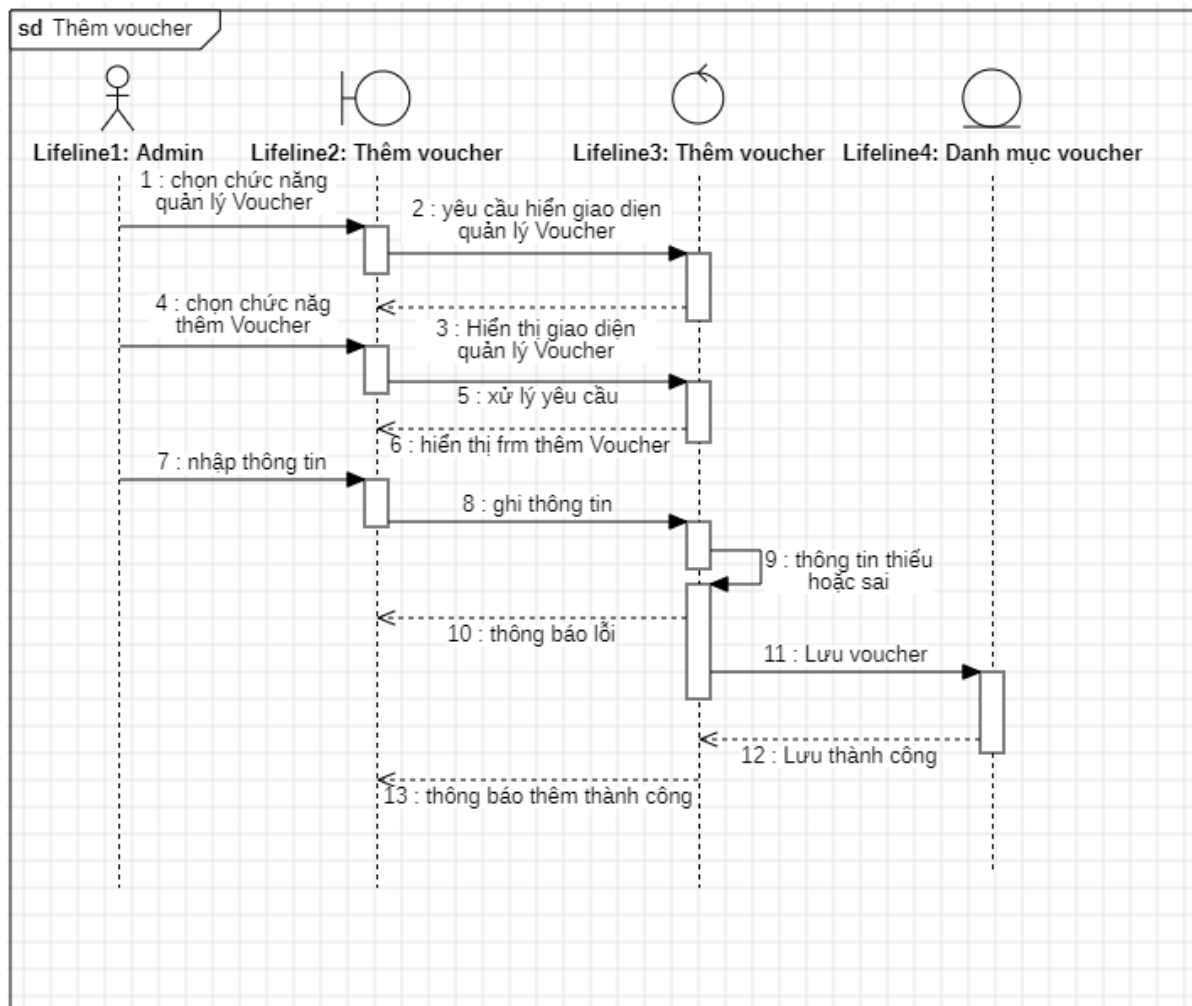 sd Thêm voucher
Lifeline1: Admin
Lifeline2: Thêm voucher
Lifeline3: Thêm voucher
Lifeline4: Danh mục voucher
1 : chọn chức năng
quản lý Voucher
2 : yêu cầu hiển giao diện
quản lý Voucher
4 : chọn chức năg
thêm Voucher
3 : Hiển thị giao diện
quản lý Voucher
5 : xử lý yêu cầu
6 : hiển thị frm thêm Voucher
7 : nhập thông tin
8 : ghi thông tin
9 : thông tin thiếu
hoặc sai
10 : thông báo lỗi
11 : Lưu voucher
12 : Lưu thành công
13 : thông báo thêm thành công